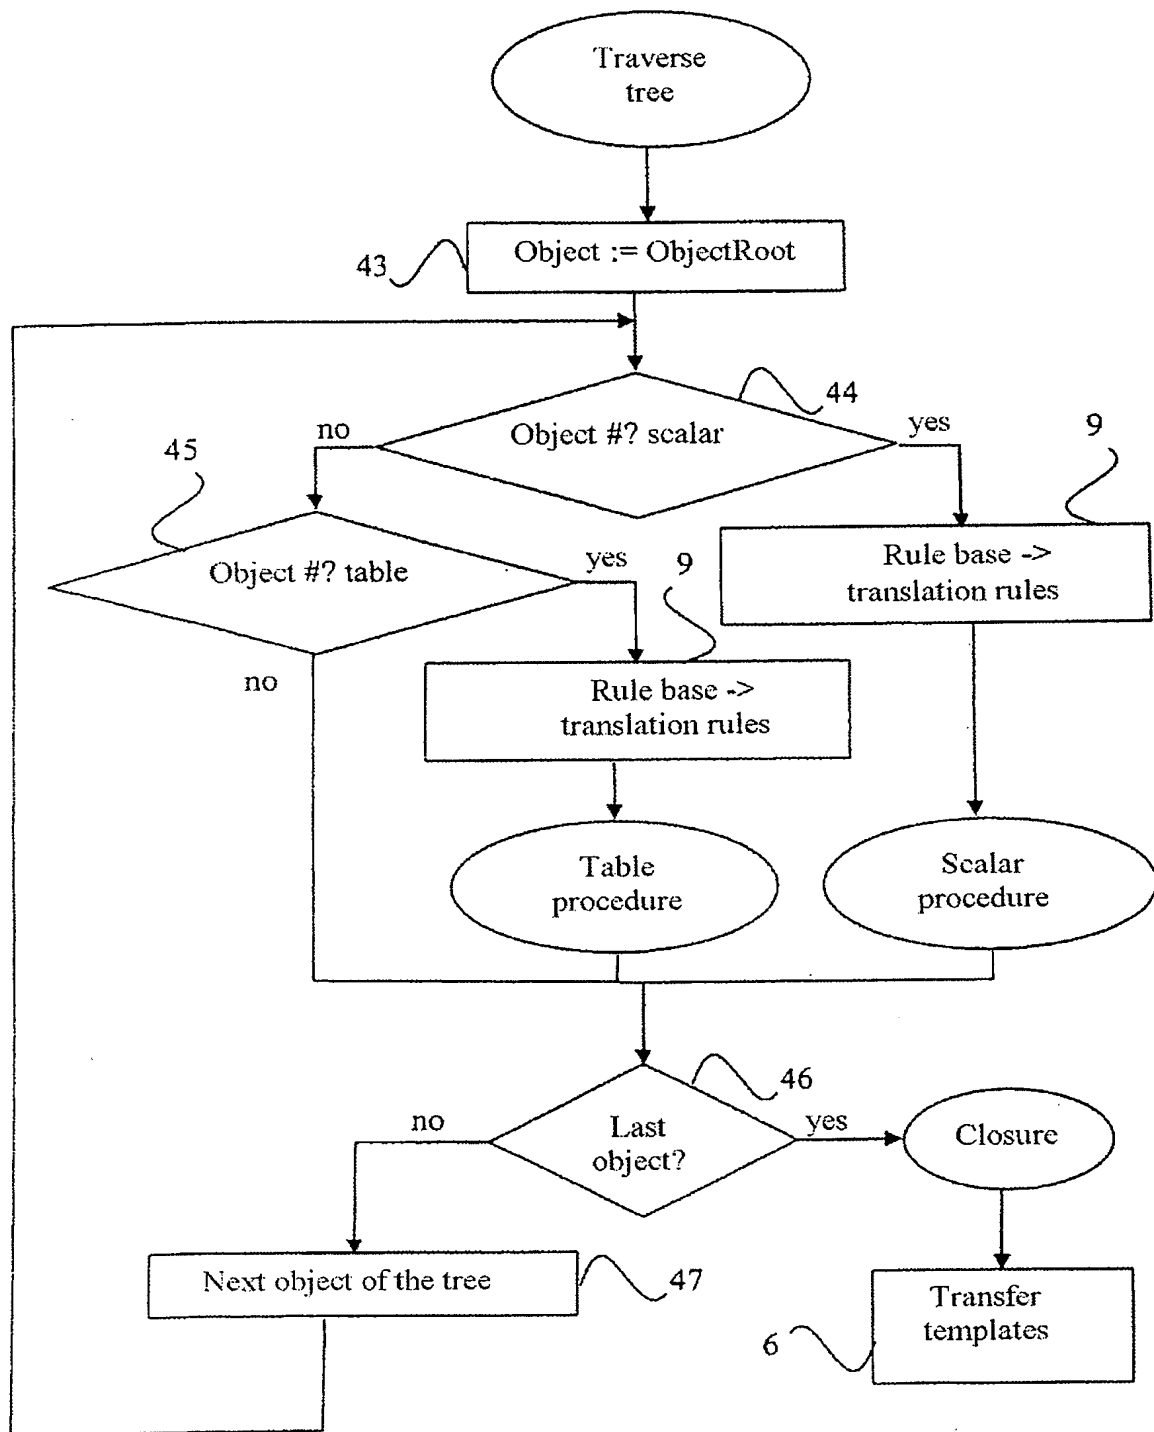 Traverse
tree
Object := ObjectRoot
43
44
no
Object #? scalar
yes
9
45
Object #? table
yes
9
Rule base ->
translation rules
no
Rule base ->
translation rules
Table
procedure
Scalar
procedure
46
no
Last
object?
yes
Closure
Next object of the tree
47
Transfer
templates
6